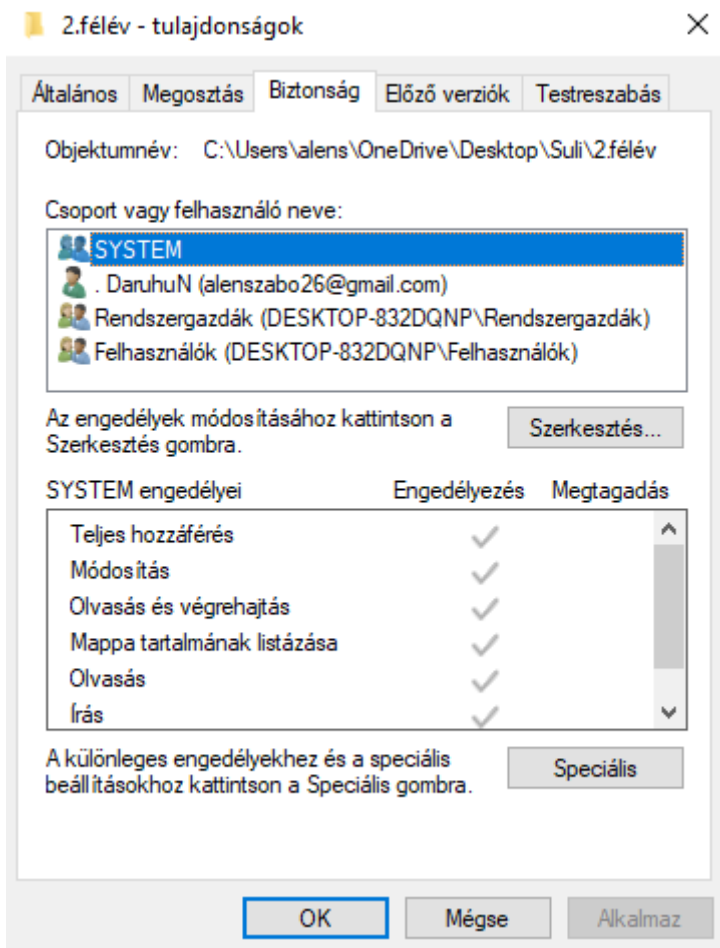 2.félév - tulajdonságok
Általános Megosztás Biztonság Előző verziók Testreszabás
Objektumnév: C:\Users\alens\OneDrive\Desktop\Suli\2.félév
Csoport vagy felhasználó neve:
SYSTEM
. DaruhuN (alenszabo26@gmail.com)
Rendszergazdák (DESKTOP-832DQNP\Rendszergazdák)
Felhasználók (DESKTOP-832DQNP\Felhasználók)
Az engedélyek módosításához kattintson a
Szerkesztés gombra.
Szerkesztés...
SYSTEM engedélyei Engedélyezés Megtagadás
Teljes hozzáférés
Módosítás
Olvasás és végrehajtás
Mappa tartalmának listázása
Olvasás
Írás
A különleges engedélyekhez és a speciális
beállításokhoz kattintson a Speciális gombra.
Speciális
OK Mégse Alkalmaz